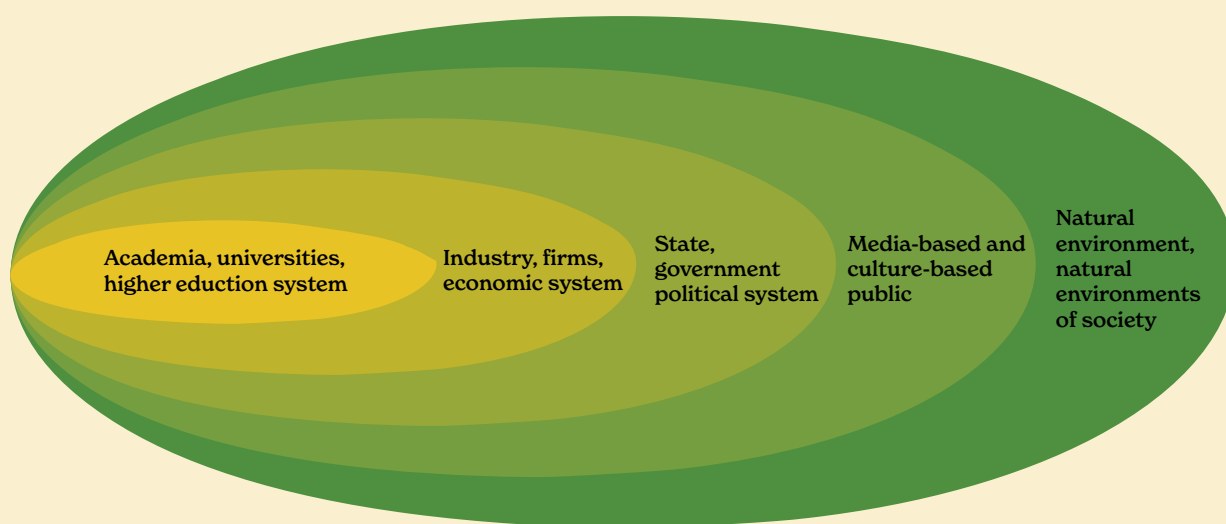 Academia, universities,
higher eduction system
Industry, firms,
economic system
State,
government
political system
Media-based and
culture-based
public
Natural
environment,
natural
environments
of society